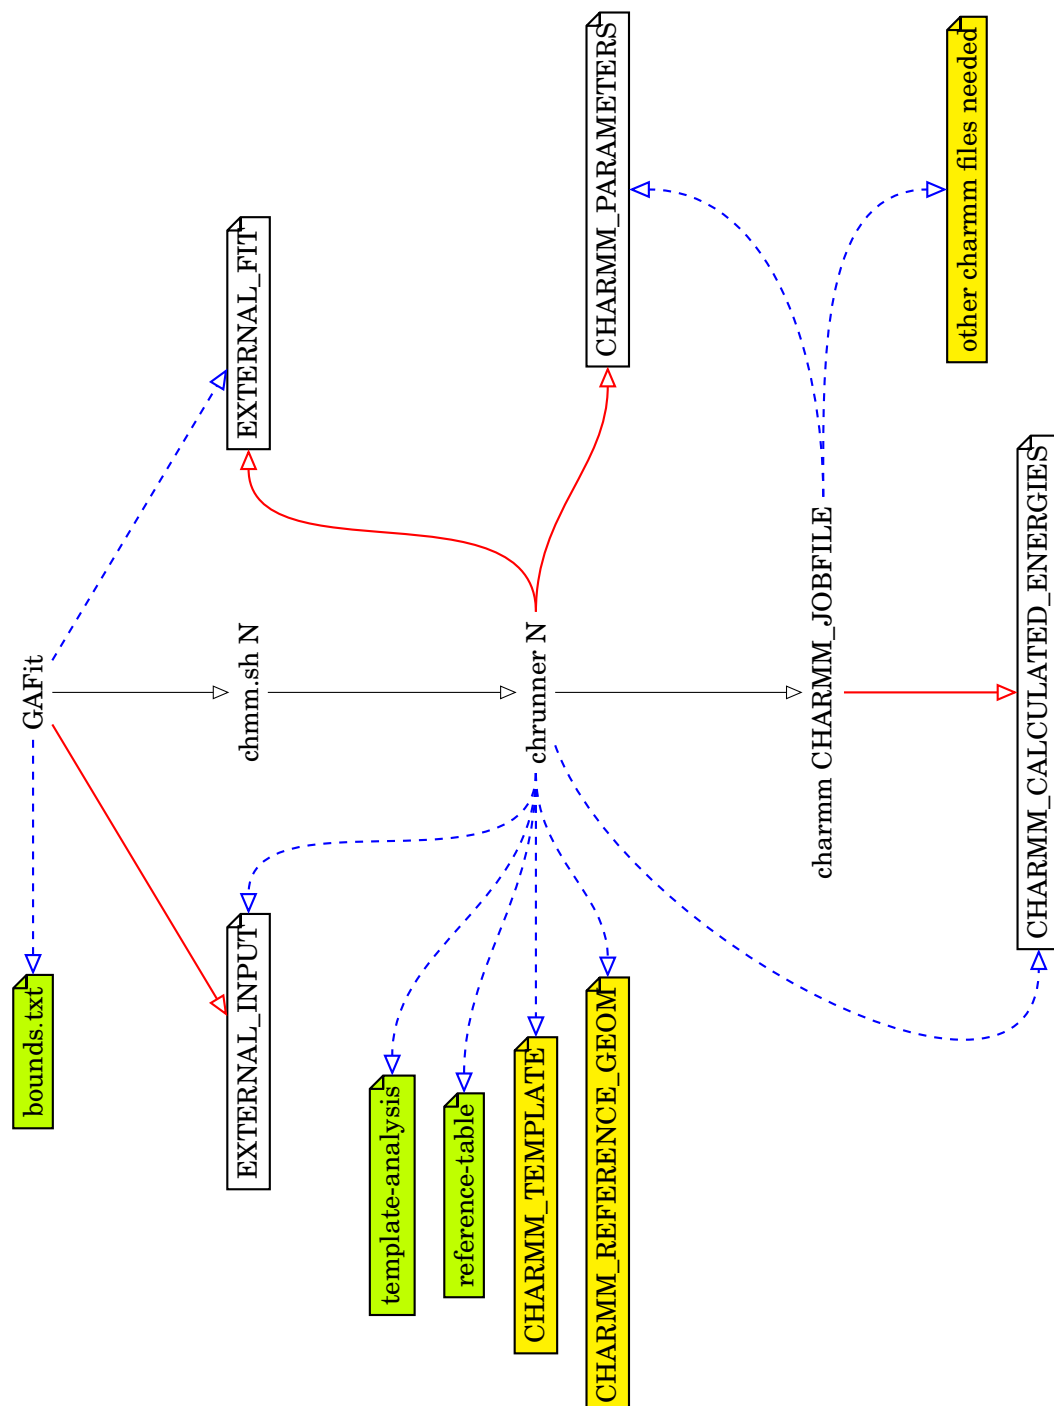 bounds.txt
GAFit
EXTERNAL_INPUT
chmm.sh N
EXTERNAL_FIT
template-analysis
reference-table
CHARMM_TEMPLATE
chrunner N
CHARMM_REFERENCE_GEOM
CHARMM_PARAMETERS
charmm CHARMM_JOBFILE
other charmm files needed
CHARMM_CALCULATED_ENERGIES